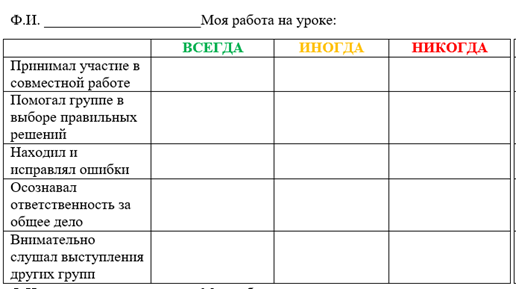 Ф.И. ______________________Моя работа на уроке:
ВСЕГДА ИНОГДА НИКОГДА
Принимал участие в
совместной работе
Помогал группе в
выборе правильных
решений
Находил и
исправлял ошибки
Осознавал
ответственность за
общее дело
Внимательно
слушал выступления
других групп